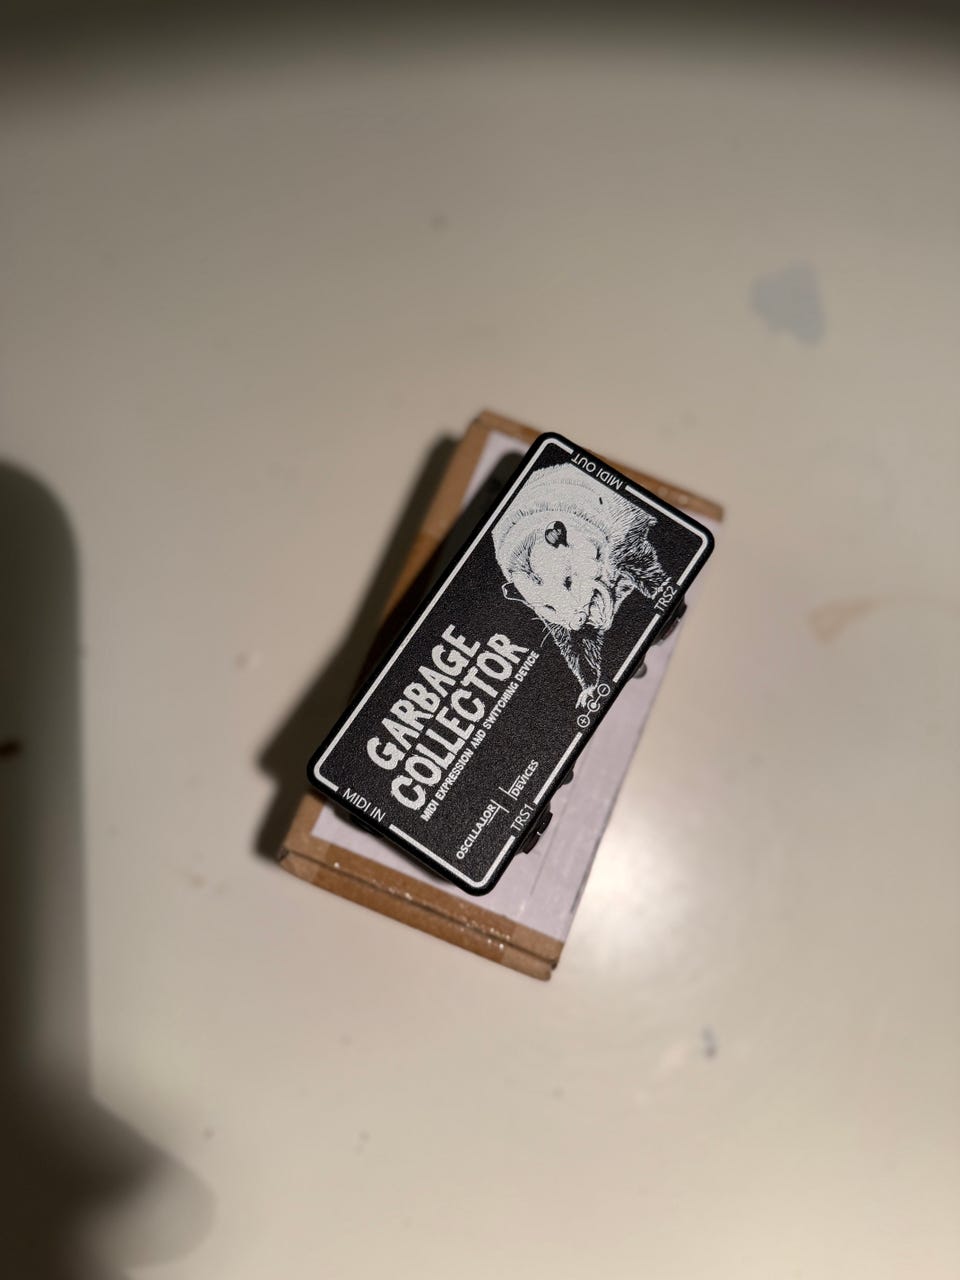 MIDI OUT
TRS2
GARBAGE
COLLECTOR
MIDI EXPRESSION AND SWITCHING DEVICE
OSCILLATOR
DEVICES
MIDI IN
TRS1